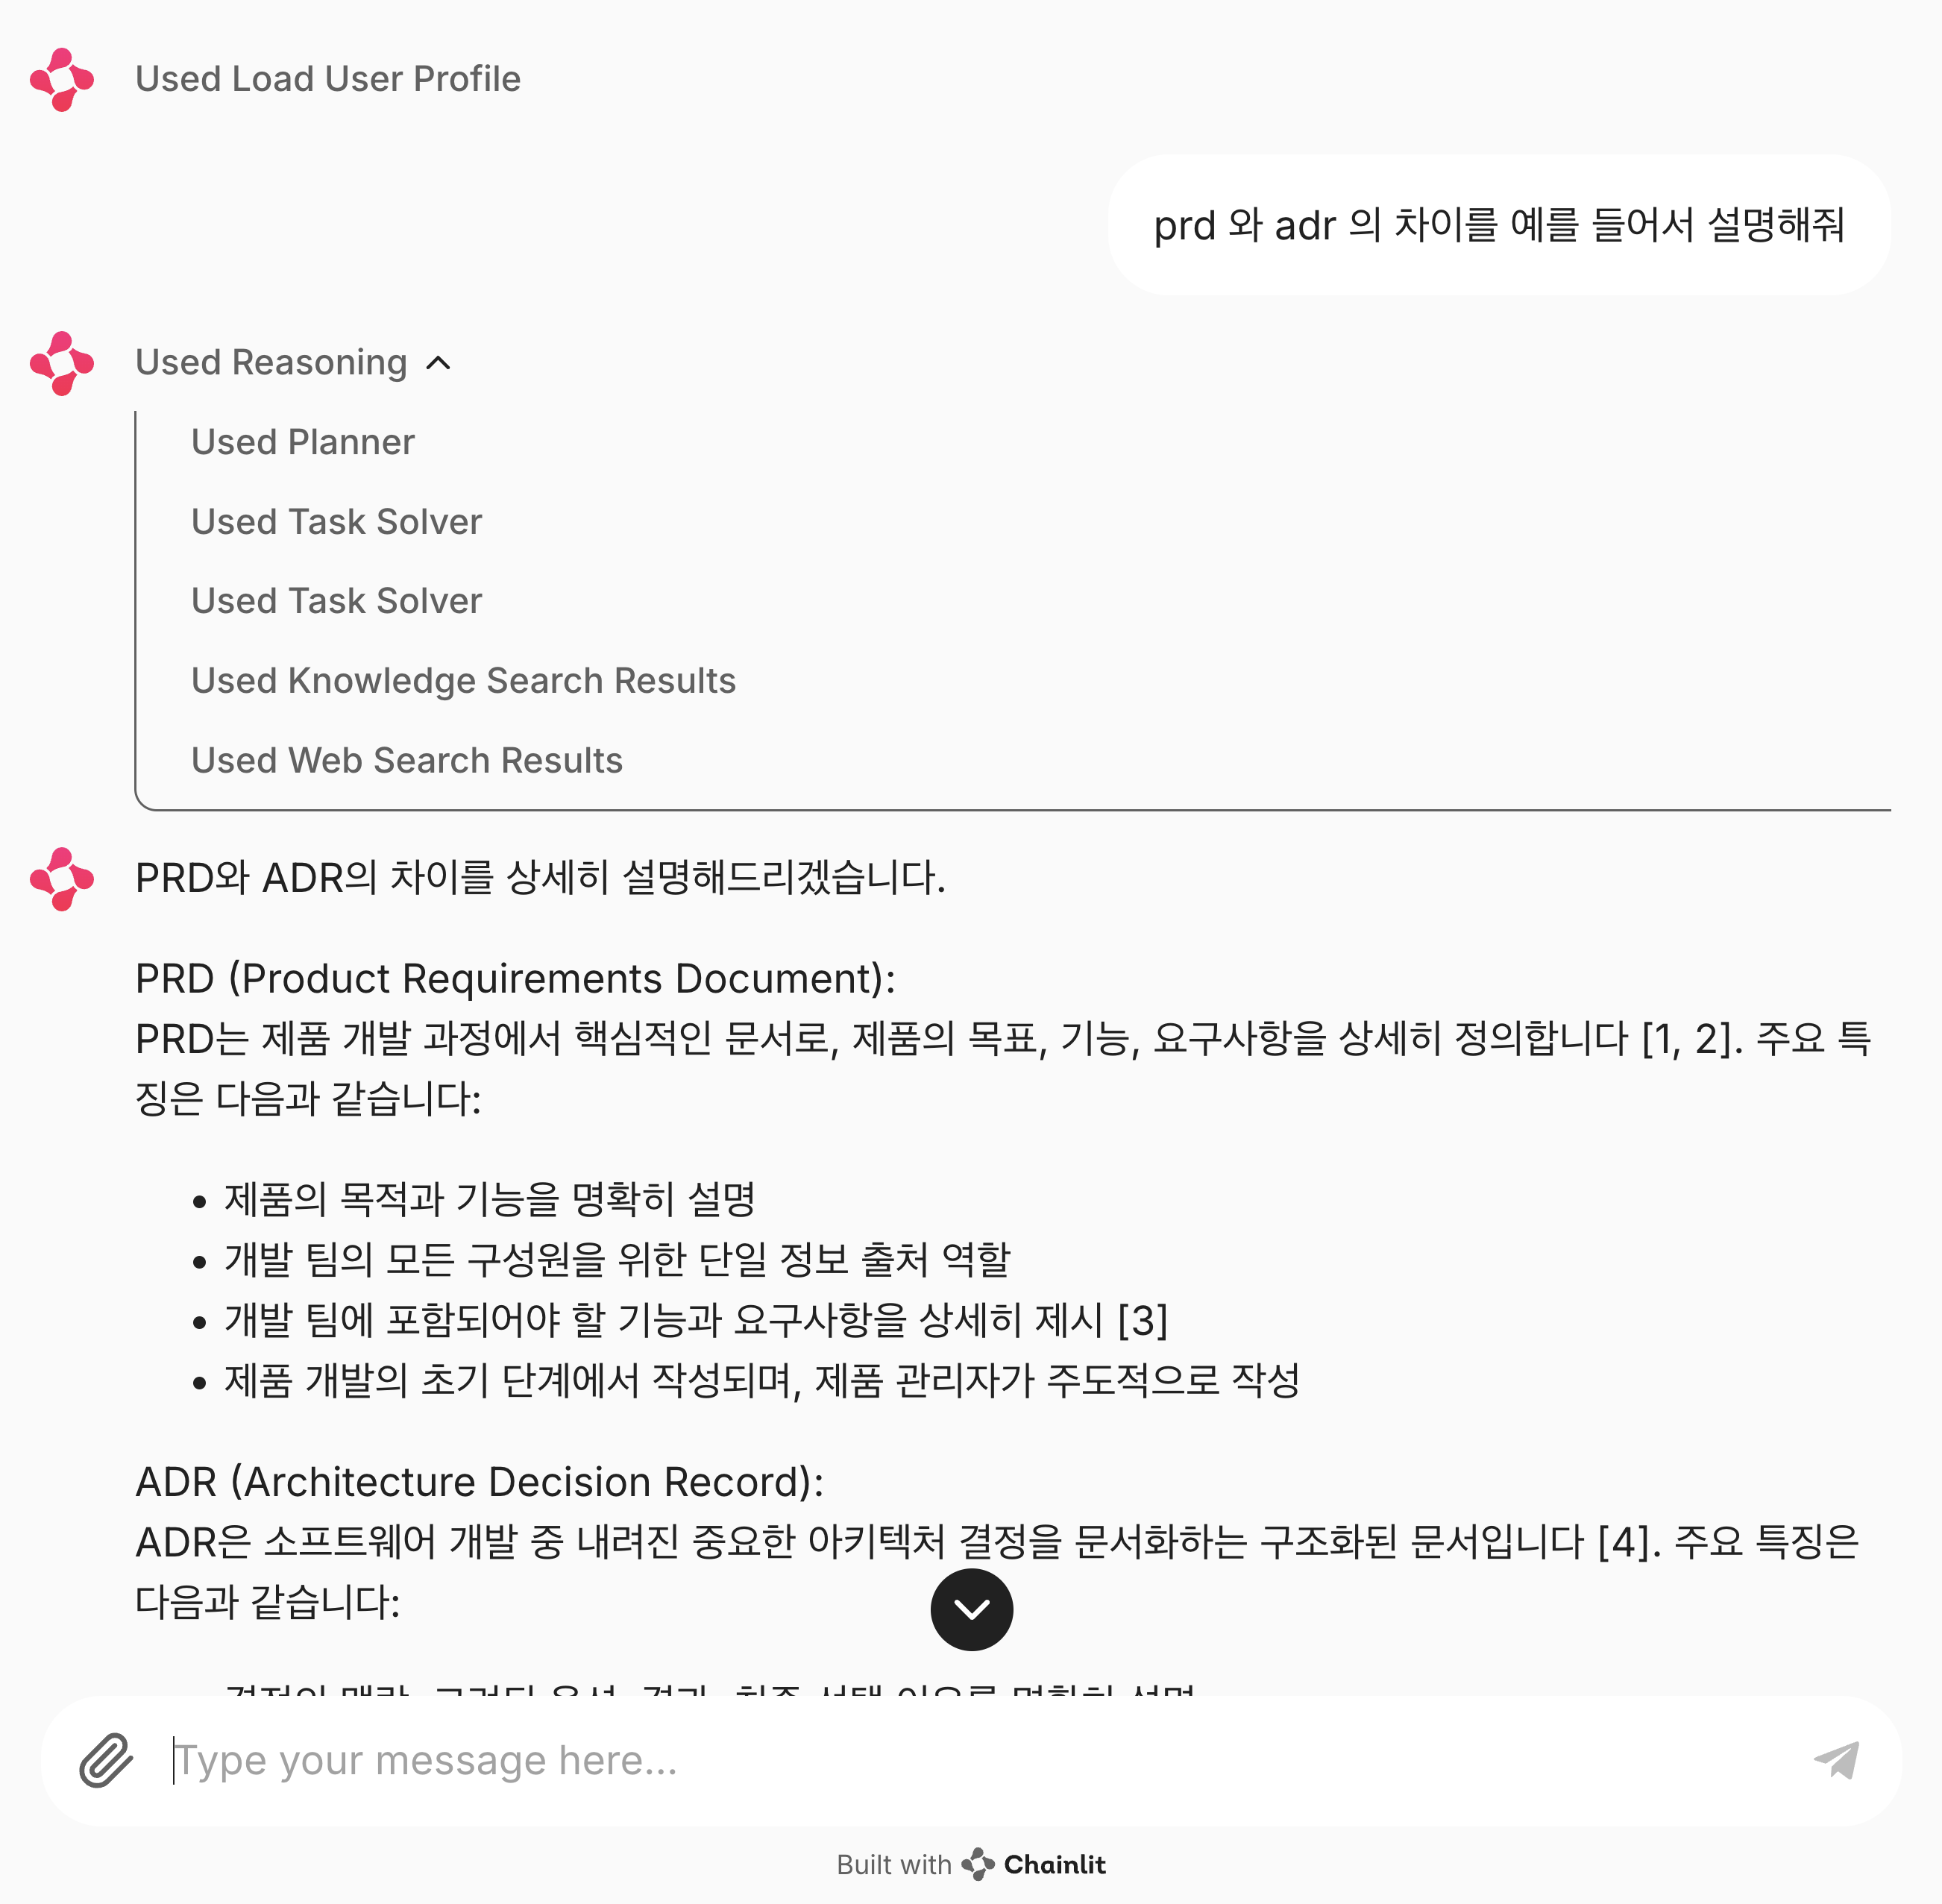 Used Load User Profile
prd 와 adr 의 차이를 예를 들어서 설명해줘
Used Reasoning
Used Planner
Used Task Solver
Used Task Solver
Used Knowledge Search Results
Used Web Search Results
PRD와 ADR의 차이를 상세히 설명해드리겠습니다.
PRD (Product Requirements Document):
PRD는 제품 개발 과정에서 핵심적인 문서로, 제품의 목표, 기능, 요구사항을 상세히 정의합니다 [1, 2]. 주요 특
징은 다음과 같습니다:
• 제품의 목적과 기능을 명확히 설명
• 개발 팀의 모든 구성원을 위한 단일 정보 출처 역할
• 개발 팀에 포함되어야 할 기능과 요구사항을 상세히 제시 [3]
• 제품 개발의 초기 단계에서 작성되며, 제품 관리자가 주도적으로 작성
ADR (Architecture Decision Record):
ADR은 소프트웨어 개발 중 내려진 중요한 아키텍처 결정을 문서화하는 구조화된 문서입니다 [4]. 주요 특징은
다음과 같습니다:
Type your message here...
Built with Chainlit